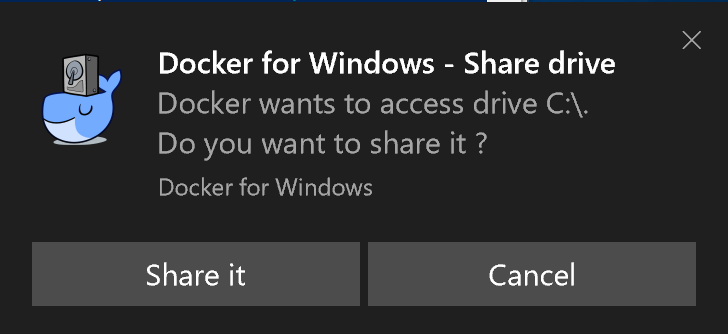 Docker for Windows - Share drive
Docker wants to access drive C:\.
Do you want to share it ?
Docker for Windows
Share it
Cancel